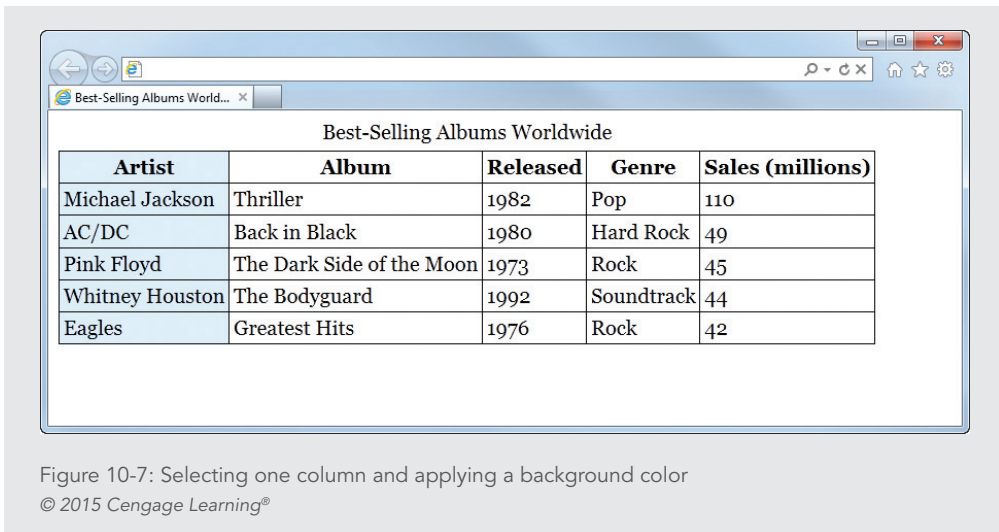 Best-Selling Albums World...
Best-Selling Albums Worldwide
Artist Album Released Genre Sales (millions)
Michael Jackson Thriller 1982 Pop 110
AC/DC Back in Black 1980 Hard Rock 49
Pink Floyd The Dark Side of the Moon 1973 Rock 45
Whitney Houston The Bodyguard 1992 Soundtrack 44
Eagles Greatest Hits 1976 Rock 42
Figure 10-7: Selecting one column and applying a background color
© 2015 Cengage Learning®